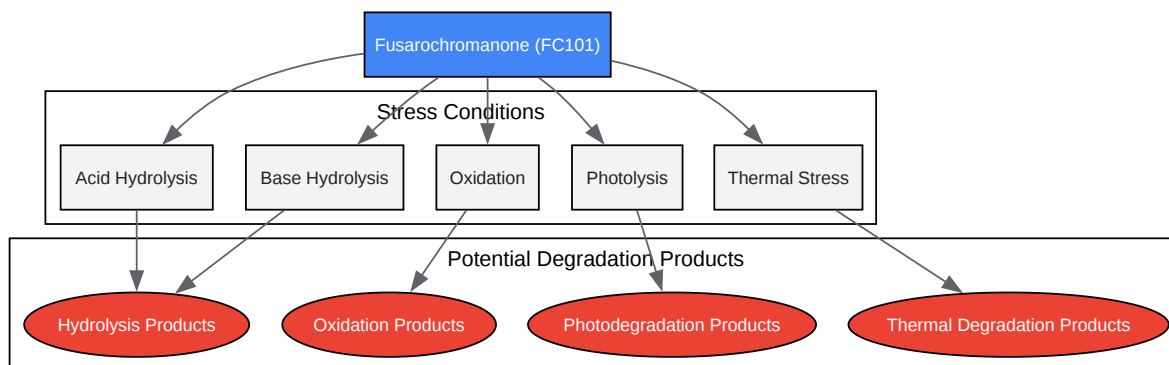 Fusarochromanone (FC101)
Stress Conditions
Acid Hydrolysis
Base Hydrolysis
Oxidation
Photolysis
Thermal Stress
Potential Degradation Products
Hydrolysis Products
Oxidation Products
Photodegradation Products
Thermal Degradation Products